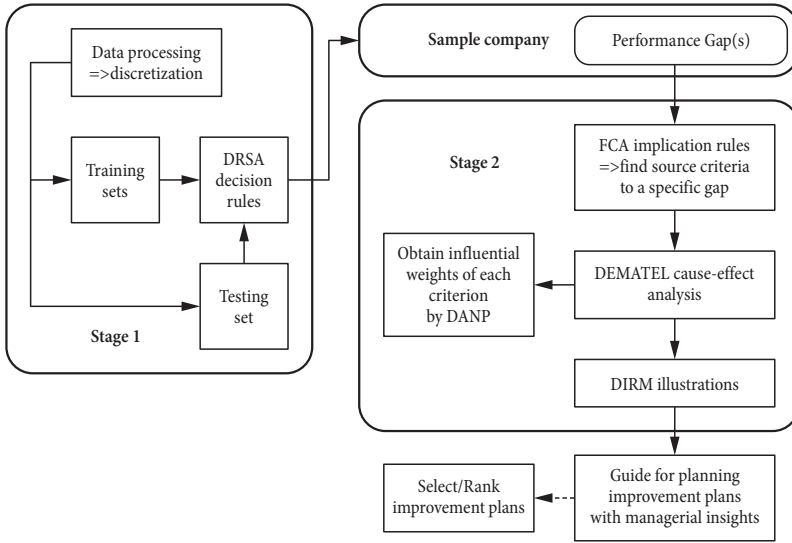 Data processing
=>discretization
Training
sets
DRSA
decision
rules
Testing
set
Stage 1
Sample company
Performance Gap(s)
Stage 2
FCA implication rules
=>find source criteria
to a specific gap
Obtain influential
weights of each
criterion
by DANP
DEMATEL cause-effect
analysis
DIRM illustrations
Guide for planning
improvement plans
with managerial insights
Select/Rank
improvement plans